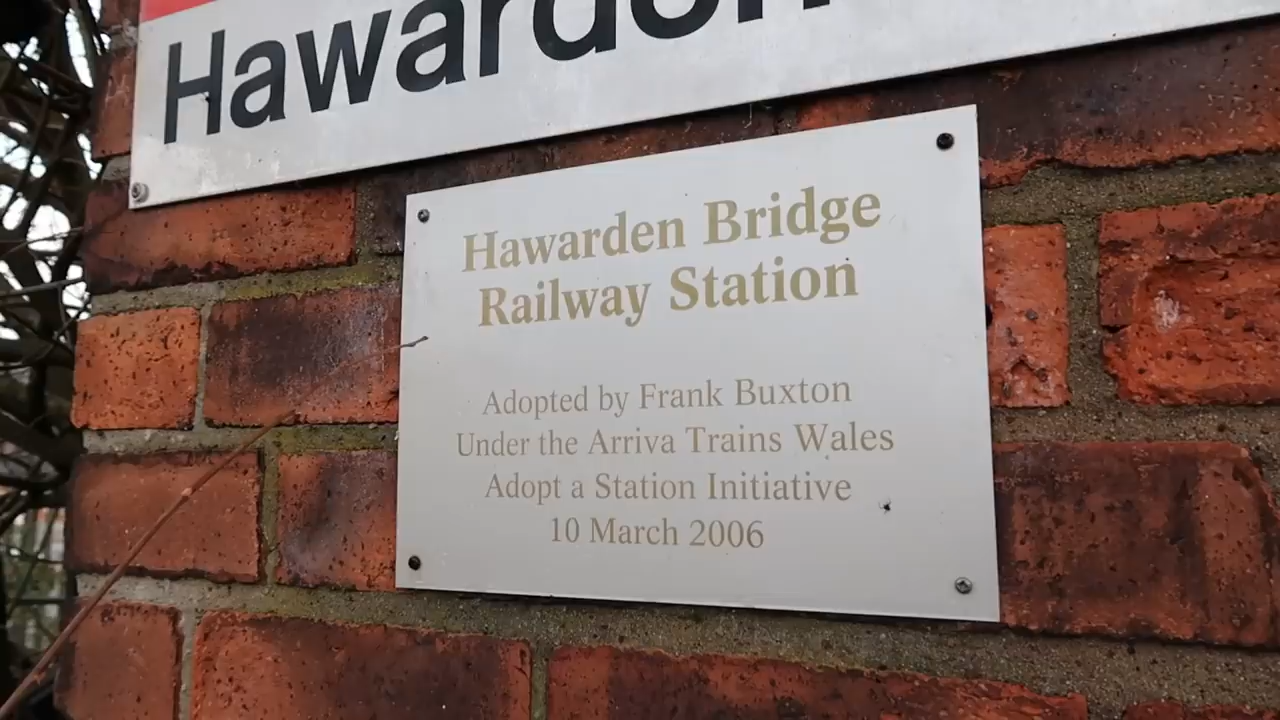 Hawarden
Hawarden Bridge
Railway Station
Adopted by Frank Buxton
Under the Arriva Trains Wales
Adopt a Station Initiative
10 March 2006